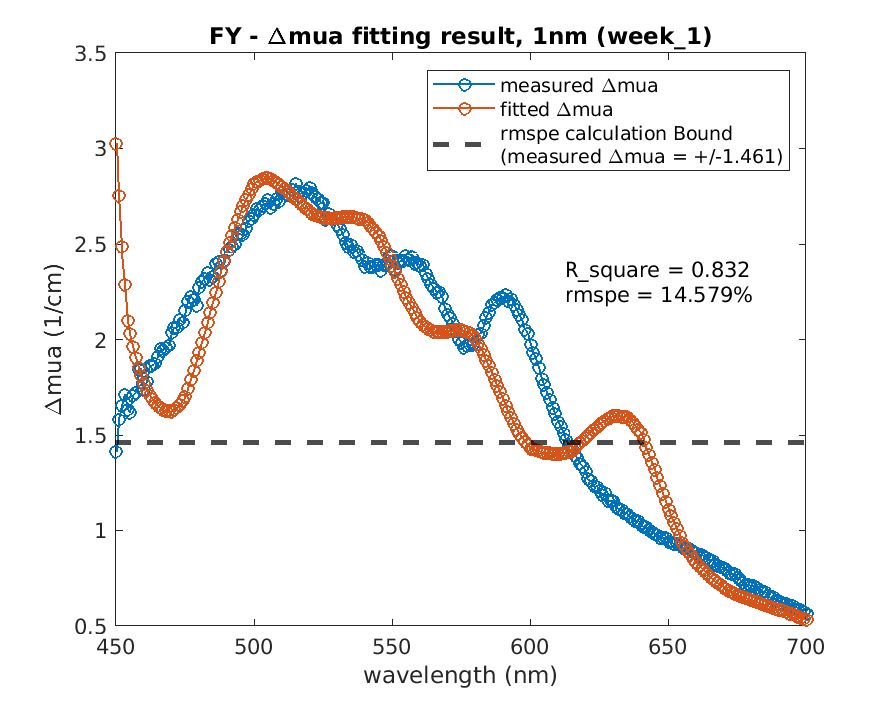 FY - Δmua fitting result, 1nm (week_1)
3.5
3
2.5
2
1.5
1
0.5
Δmua (1/cm)
measured Δmua
fitted Δmua
rmspe calculation Bound
(measured Δmua = +/-1.461)
R_square = 0.832
rmspe = 14.579%
450 500 550 600 650 700
wavelength (nm)